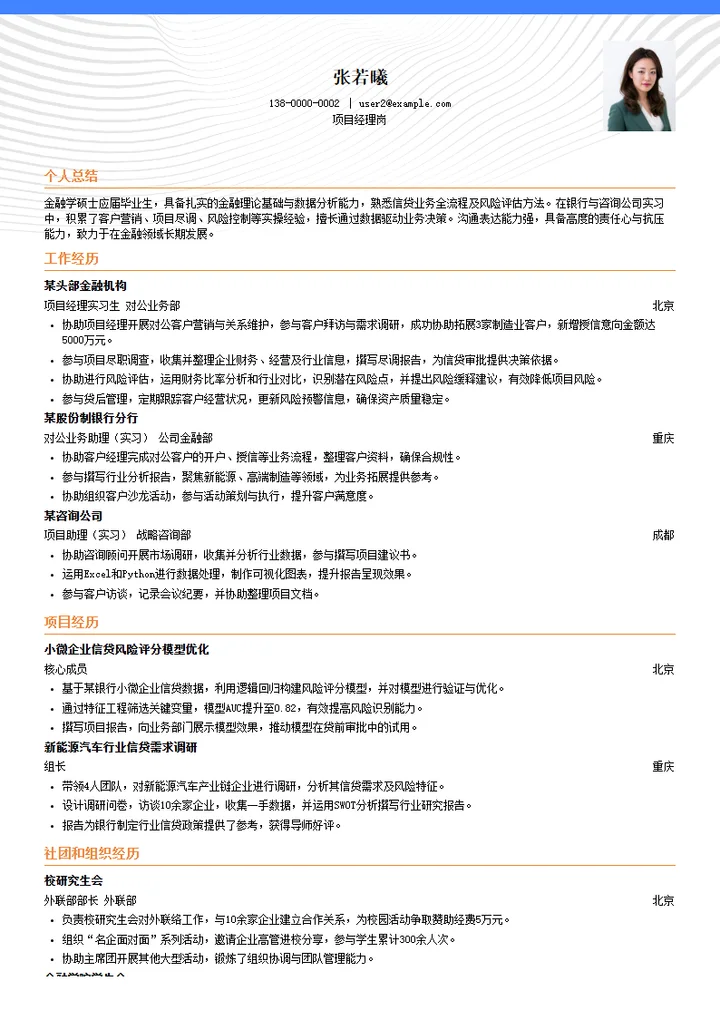 张若曦
138-0000-0002 | user2@example.com
项目经理岗
个人总结
金融学硕士应届毕业生，具备扎实的金融理论基础与数据分析能力，熟悉信贷业务全流程及风险评估方法。在银行与咨询公司实习
中，积累了客户营销、项目尽调、风险控制等实操经验，擅长通过数据驱动业务决策。沟通表达能力强，具备高度的责任心与抗压
能力，致力于在金融领域长期发展。
工作经历
某头部金融机构
项目经理实习生 对公业务部 北京
• 协助项目经理开展对公客户营销与关系维护，参与客户拜访与需求调研，成功协助拓展3家制造业客户，新增授信意向金额达
5000万元。
• 参与项目尽职调查，收集并整理企业财务、经营及行业信息，撰写尽调报告，为信贷审批提供决策依据。
• 协助进行风险评估，运用财务比率分析和行业对比，识别潜在风险点，并提出风险缓释建议，有效降低项目风险。
• 参与贷后管理，定期跟踪客户经营状况，更新风险预警信息，确保资产质量稳定。
某股份制银行分行
对公业务助理（实习） 公司金融部 重庆
• 协助客户经理完成对公客户的开户、授信等业务流程，整理客户资料，确保合规性。
• 参与撰写行业分析报告，聚焦新能源、高端制造等领域，为业务拓展提供参考。
• 协助组织客户沙龙活动，参与活动策划与执行，提升客户满意度。
某咨询公司
项目助理（实习） 战略咨询部 成都
• 协助咨询顾问开展市场调研，收集并分析行业数据，参与撰写项目建议书。
• 运用Excel和Python进行数据处理，制作可视化图表，提升报告呈现效果。
• 参与客户访谈，记录会议纪要，并协助整理项目文档。
项目经历
小微企业信贷风险评分模型优化
核心成员 北京
• 基于某银行小微企业信贷数据，利用逻辑回归构建风险评分模型，并对模型进行验证与优化。
• 通过特征工程筛选关键变量，模型AUC提升至0.82，有效提高风险识别能力。
• 撰写项目报告，向业务部门展示模型效果，推动模型在贷前审批中的试用。
新能源汽车行业信贷需求调研
组长 重庆
• 带领4人团队，对新能源汽车产业链企业进行调研，分析其信贷需求及风险特征。
• 设计调研问卷，访谈10余家企业，收集一手数据，并运用SWOT分析撰写行业研究报告。
• 报告为银行制定行业信贷政策提供了参考，获得导师好评。
社团和组织经历
校研究生会
外联部部长 外联部 北京
• 负责校研究生会对外联络工作，与10余家企业建立合作关系，为校园活动争取赞助经费5万元。
• 组织“名企面对面”系列活动，邀请企业高管进校分享，参与学生累计300余人次。
• 协助主席团开展其他大型活动，锻炼了组织协调与团队管理能力。